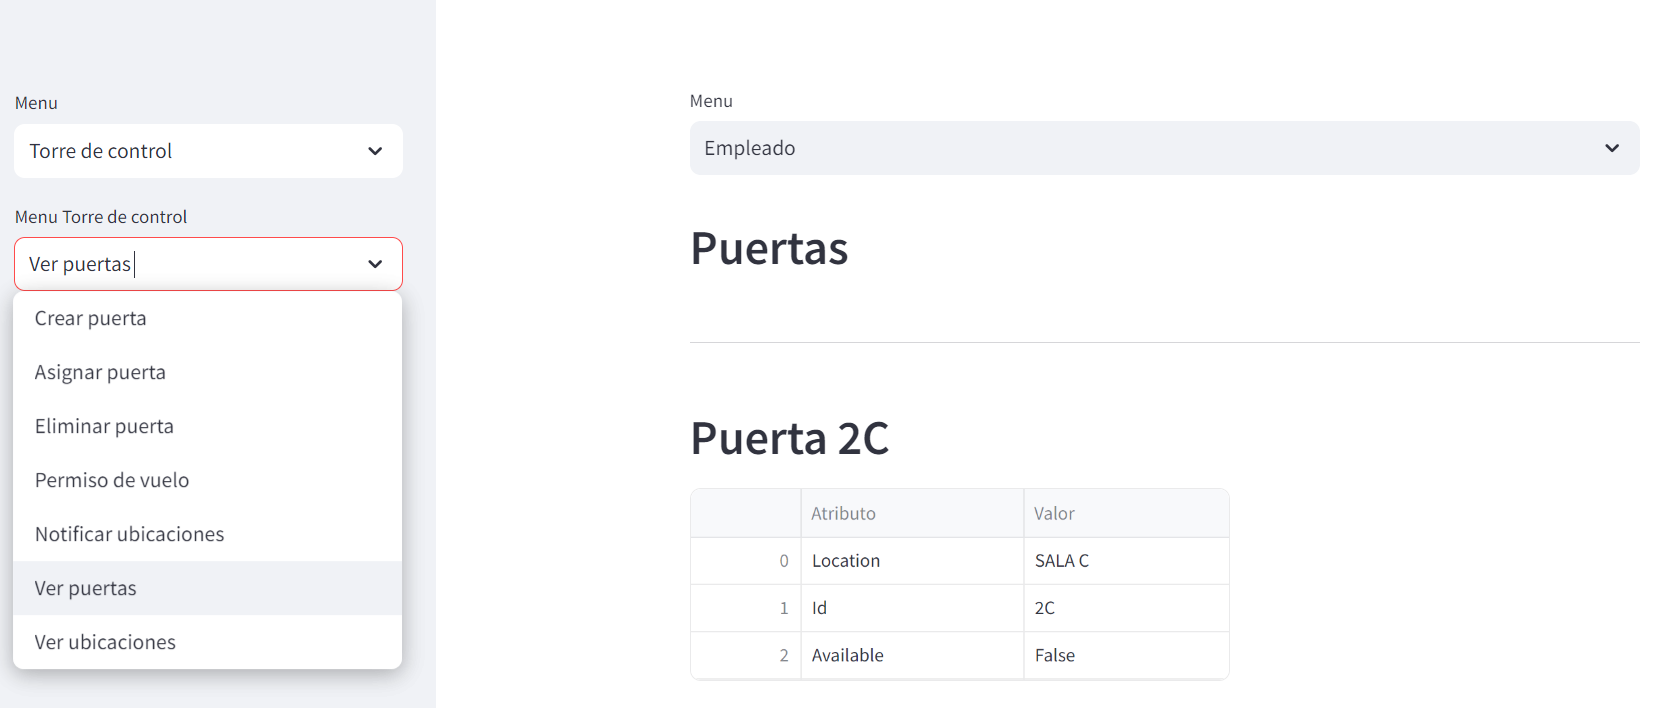 Menu
Torre de control
Menu Torre de control
Ver puertas
Crear puerta
Asignar puerta
Eliminar puerta
Permiso de vuelo
Notificar ubicaciones
Ver puertas
Ver ubicaciones
Menu
Empleado
Puertas
Puerta 2C
Atributo Valor
0 Location SALA C
1 Id 2C
2 Available False